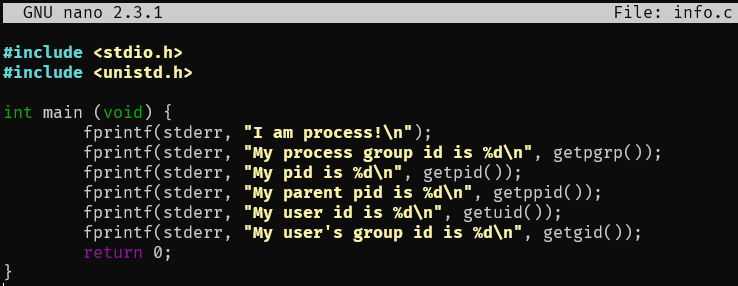 GNU nano 2.3.1 File: info.c
#include <stdio.h>
#include <unistd.h>
int main (void) {
        fprintf(stderr, "I am process!\n");
        fprintf(stderr, "My process group id is %d\n", getpgrp());
        fprintf(stderr, "My pid is %d\n", getpid());
        fprintf(stderr, "My parent pid is %d\n", getppid());
        fprintf(stderr, "My user id is %d\n", getuid());
        fprintf(stderr, "My user's group id is %d\n", getgid());
        return 0;
}